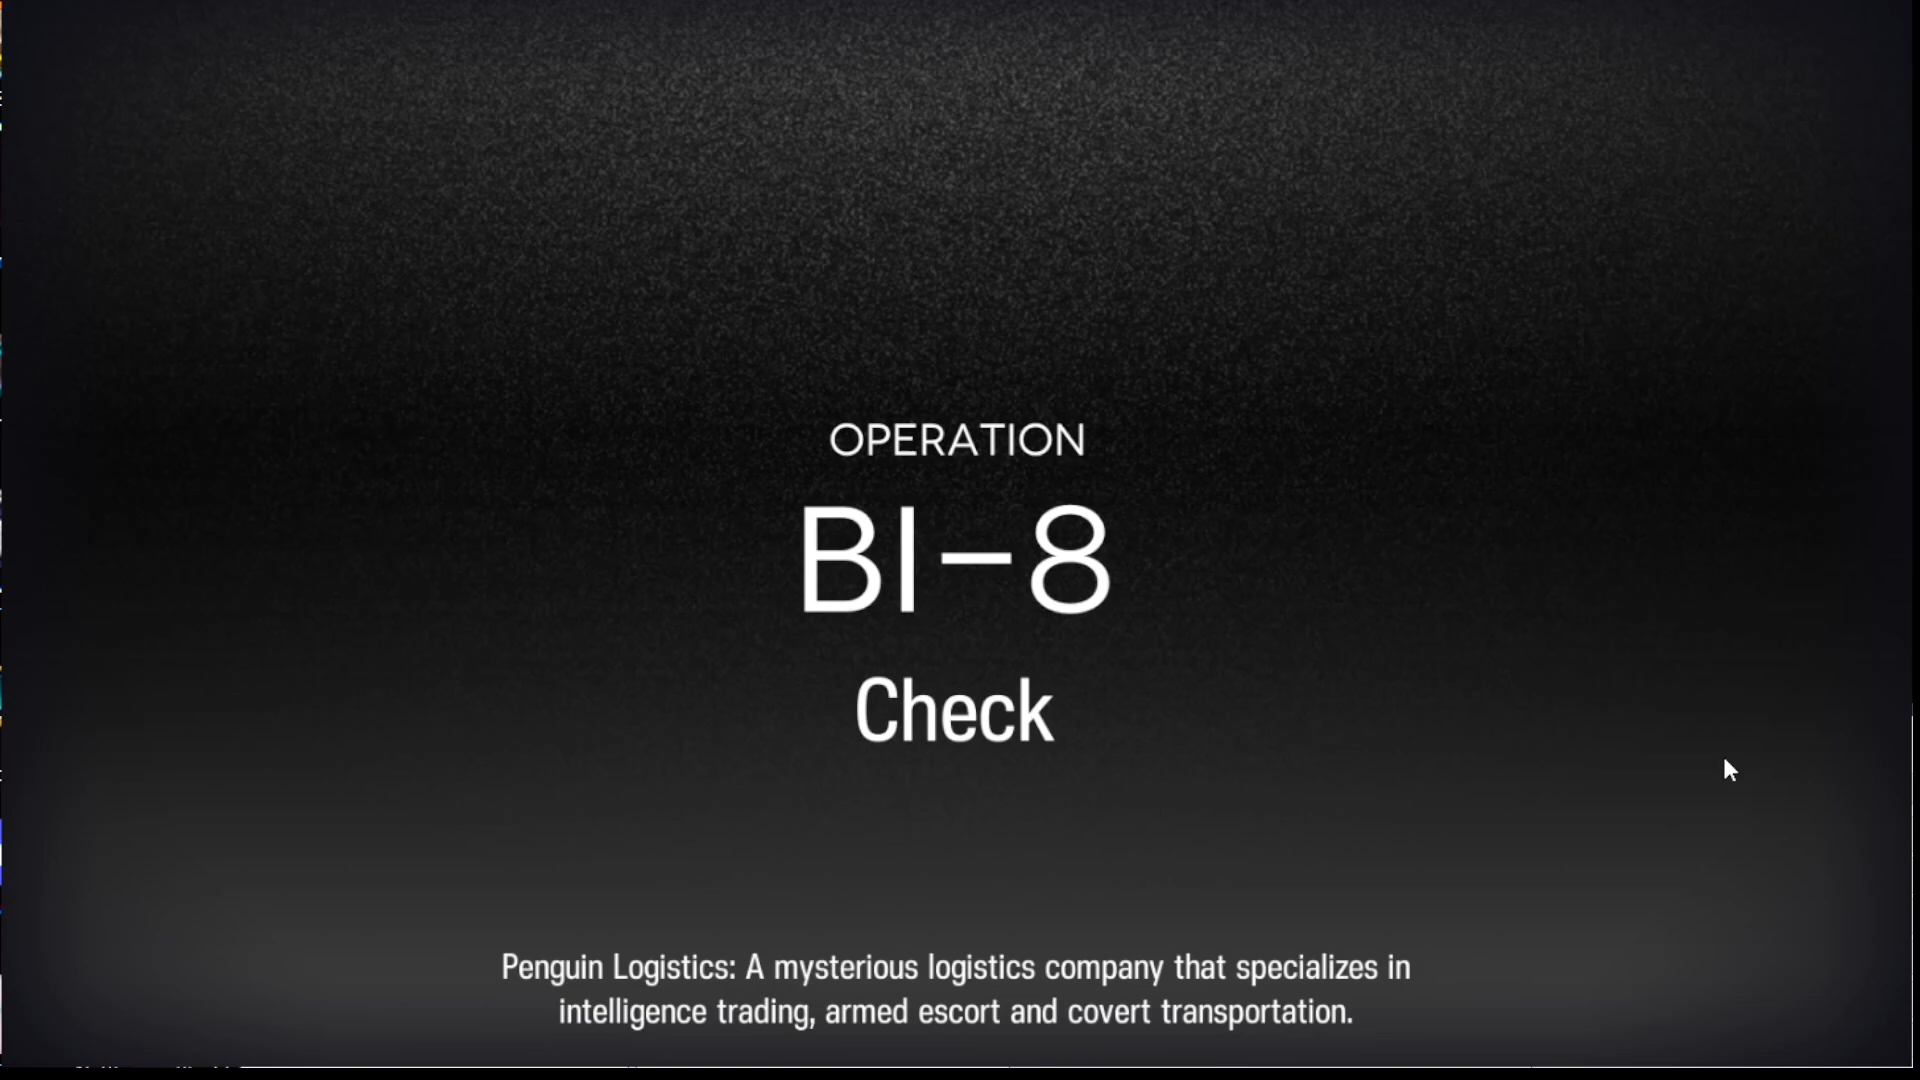 OPERATION
BI-8
Check
Penguin Logistics: A mysterious logistics company that specializes in
intelligence trading, armed escort and covert transportation.